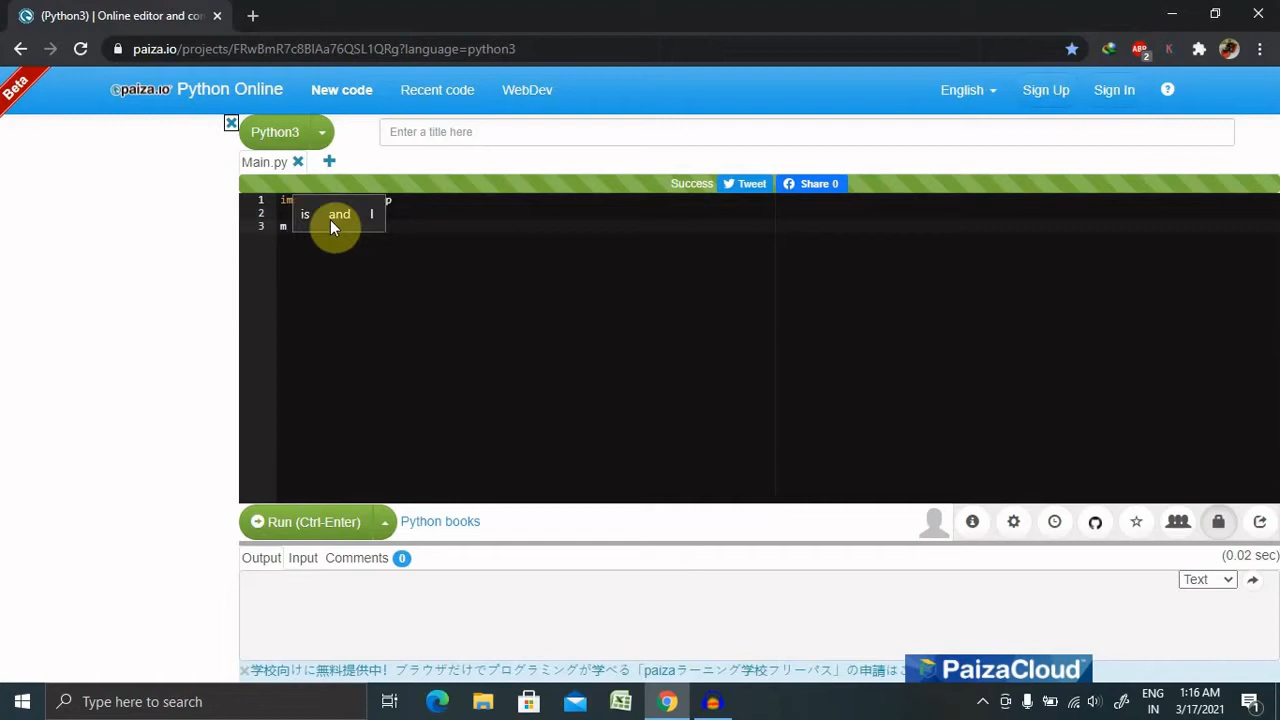 (Python3) | Online editor and con
paiza.io/projects/FRwBmR7c8BlAa76QSL1QRg?language=python3
2
Beta
paiza.IO Python Online New code Recent code WebDev English Sign Up Sign In
Python3 Enter a title here
Main.py
Success Tweet Share 0
1 im p
is and I
2
3 m
Run (Ctrl-Enter) Python books
Output Input Comments 0 (0.02 sec)
Text
学校向けに無料提供中! ブラウザだけでプログラミングが学べる「paizaラーニング学校フリーパス」の申請は
PaizaCloud
Type here to search
ENG
IN
1:16 AM
3/17/2021
1